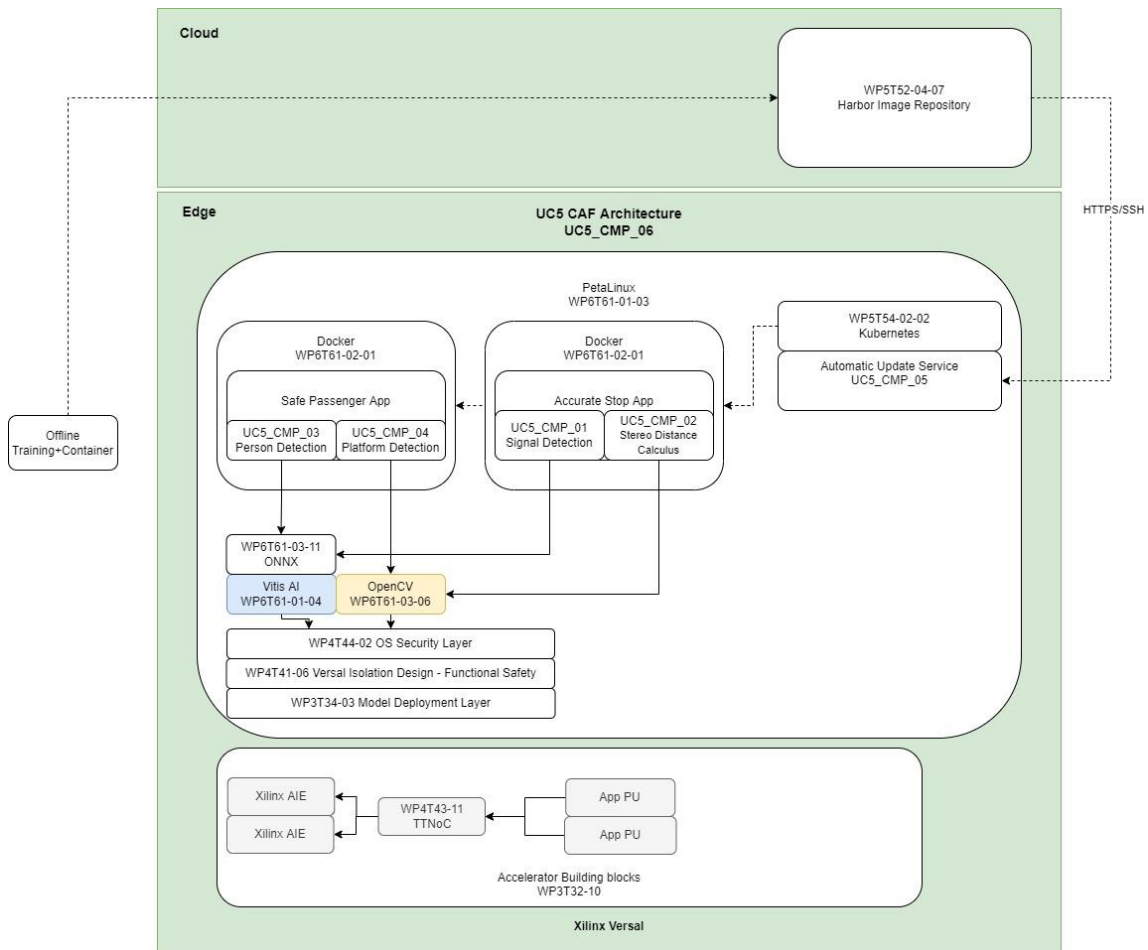 Cloud
WP5T52-04-07
Harbor Image Repository
HTTPS/SSH
Edge
UC5 CAF Architecture
UC5_CMP_06
PetaLinux
WP6T61-01-03
WP5T54-02-02
Kubernetes
Automatic Update Service
UC5_CMP_05
Docker
WP6T61-02-01
Safe Passenger App
UC5_CMP_03
Person Detection
UC5_CMP_04
Platform Detection
Docker
WP6T61-02-01
Accurate Stop App
UC5_CMP_01
Signal Detection
UC5_CMP_02
Stereo Distance
Calculus
Offline
Training+Container
WP6T61-03-11
ONNX
Vitis AI
WP6T61-01-04
OpenCV
WP6T61-03-06
WP4T44-02 OS Security Layer
WP4T41-06 Versal Isolation Design - Functional Safety
WP3T34-03 Model Deployment Layer
Xilinx AIE
Xilinx AIE
WP4T43-11
TTNoC
App PU
App PU
Accelerator Building blocks
WP3T32-10
Xilinx Versal